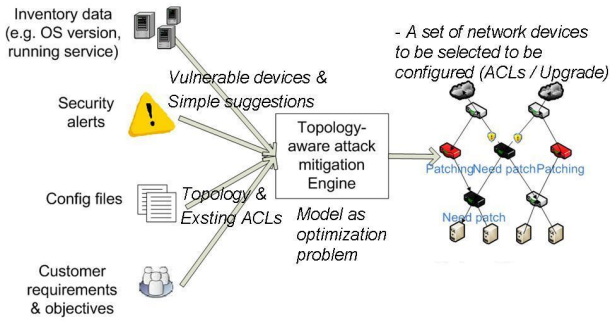 Inventory data
(e.g. OS version,
running service)
Security
alerts
Config files
Customer
requirements
& objectives
Vulnerable devices &
Simple suggestions
Topology &
Exsting ACLs
Topology-
aware attack
mitigation
Engine
Model as
optimization
problem
- A set of network devices
to be selected to be
configured (ACLs / Upgrade)
Patching
Need patch
Patching
Need patch